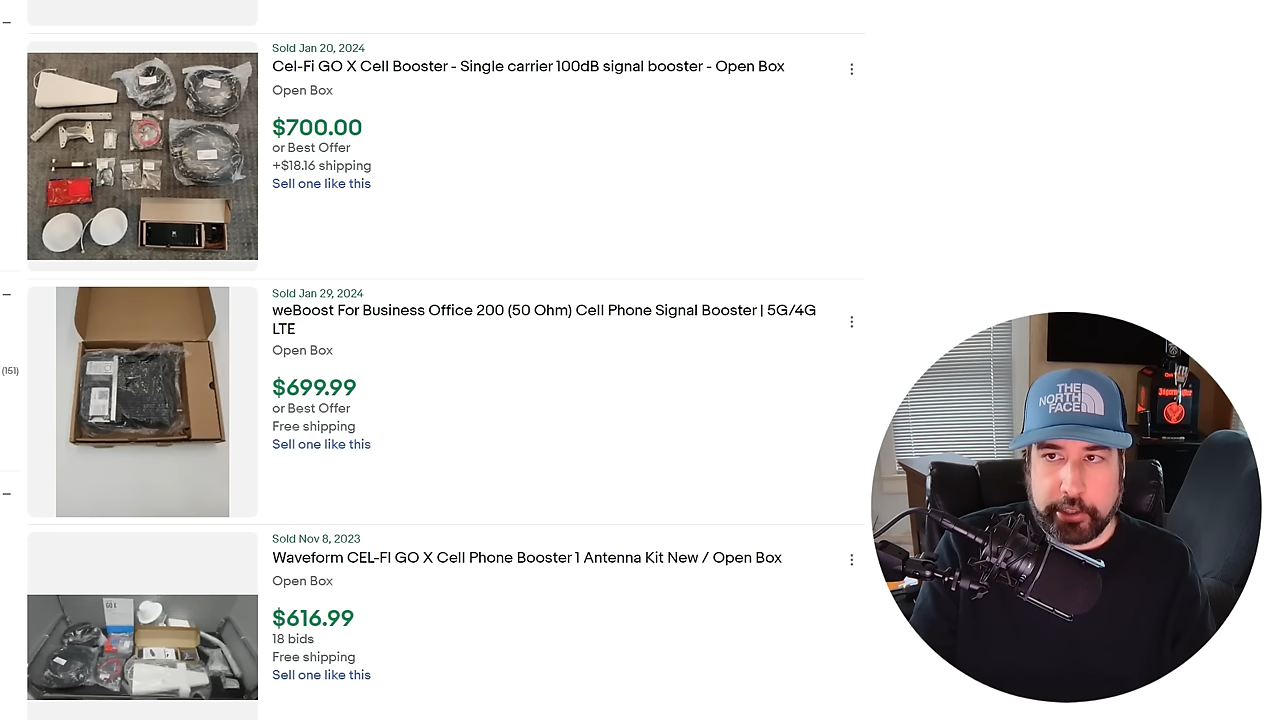 Sold Jan 20, 2024
Cel-Fi GO X Cell Booster - Single carrier 100dB signal booster - Open Box
Open Box
$700.00
or Best Offer
+$18.16 shipping
Sell one like this
Sold Jan 29, 2024
weBoost For Business Office 200 (50 Ohm) Cell Phone Signal Booster | 5G/4G
LTE
Open Box
(151)
$699.99
or Best Offer
Free shipping
Sell one like this
THE
NORTH
FACE
Sold Nov 8, 2023
Waveform CEL-FI GO X Cell Phone Booster 1 Antenna Kit New / Open Box
Open Box
GO X
$616.99
18 bids
Free shipping
Sell one like this